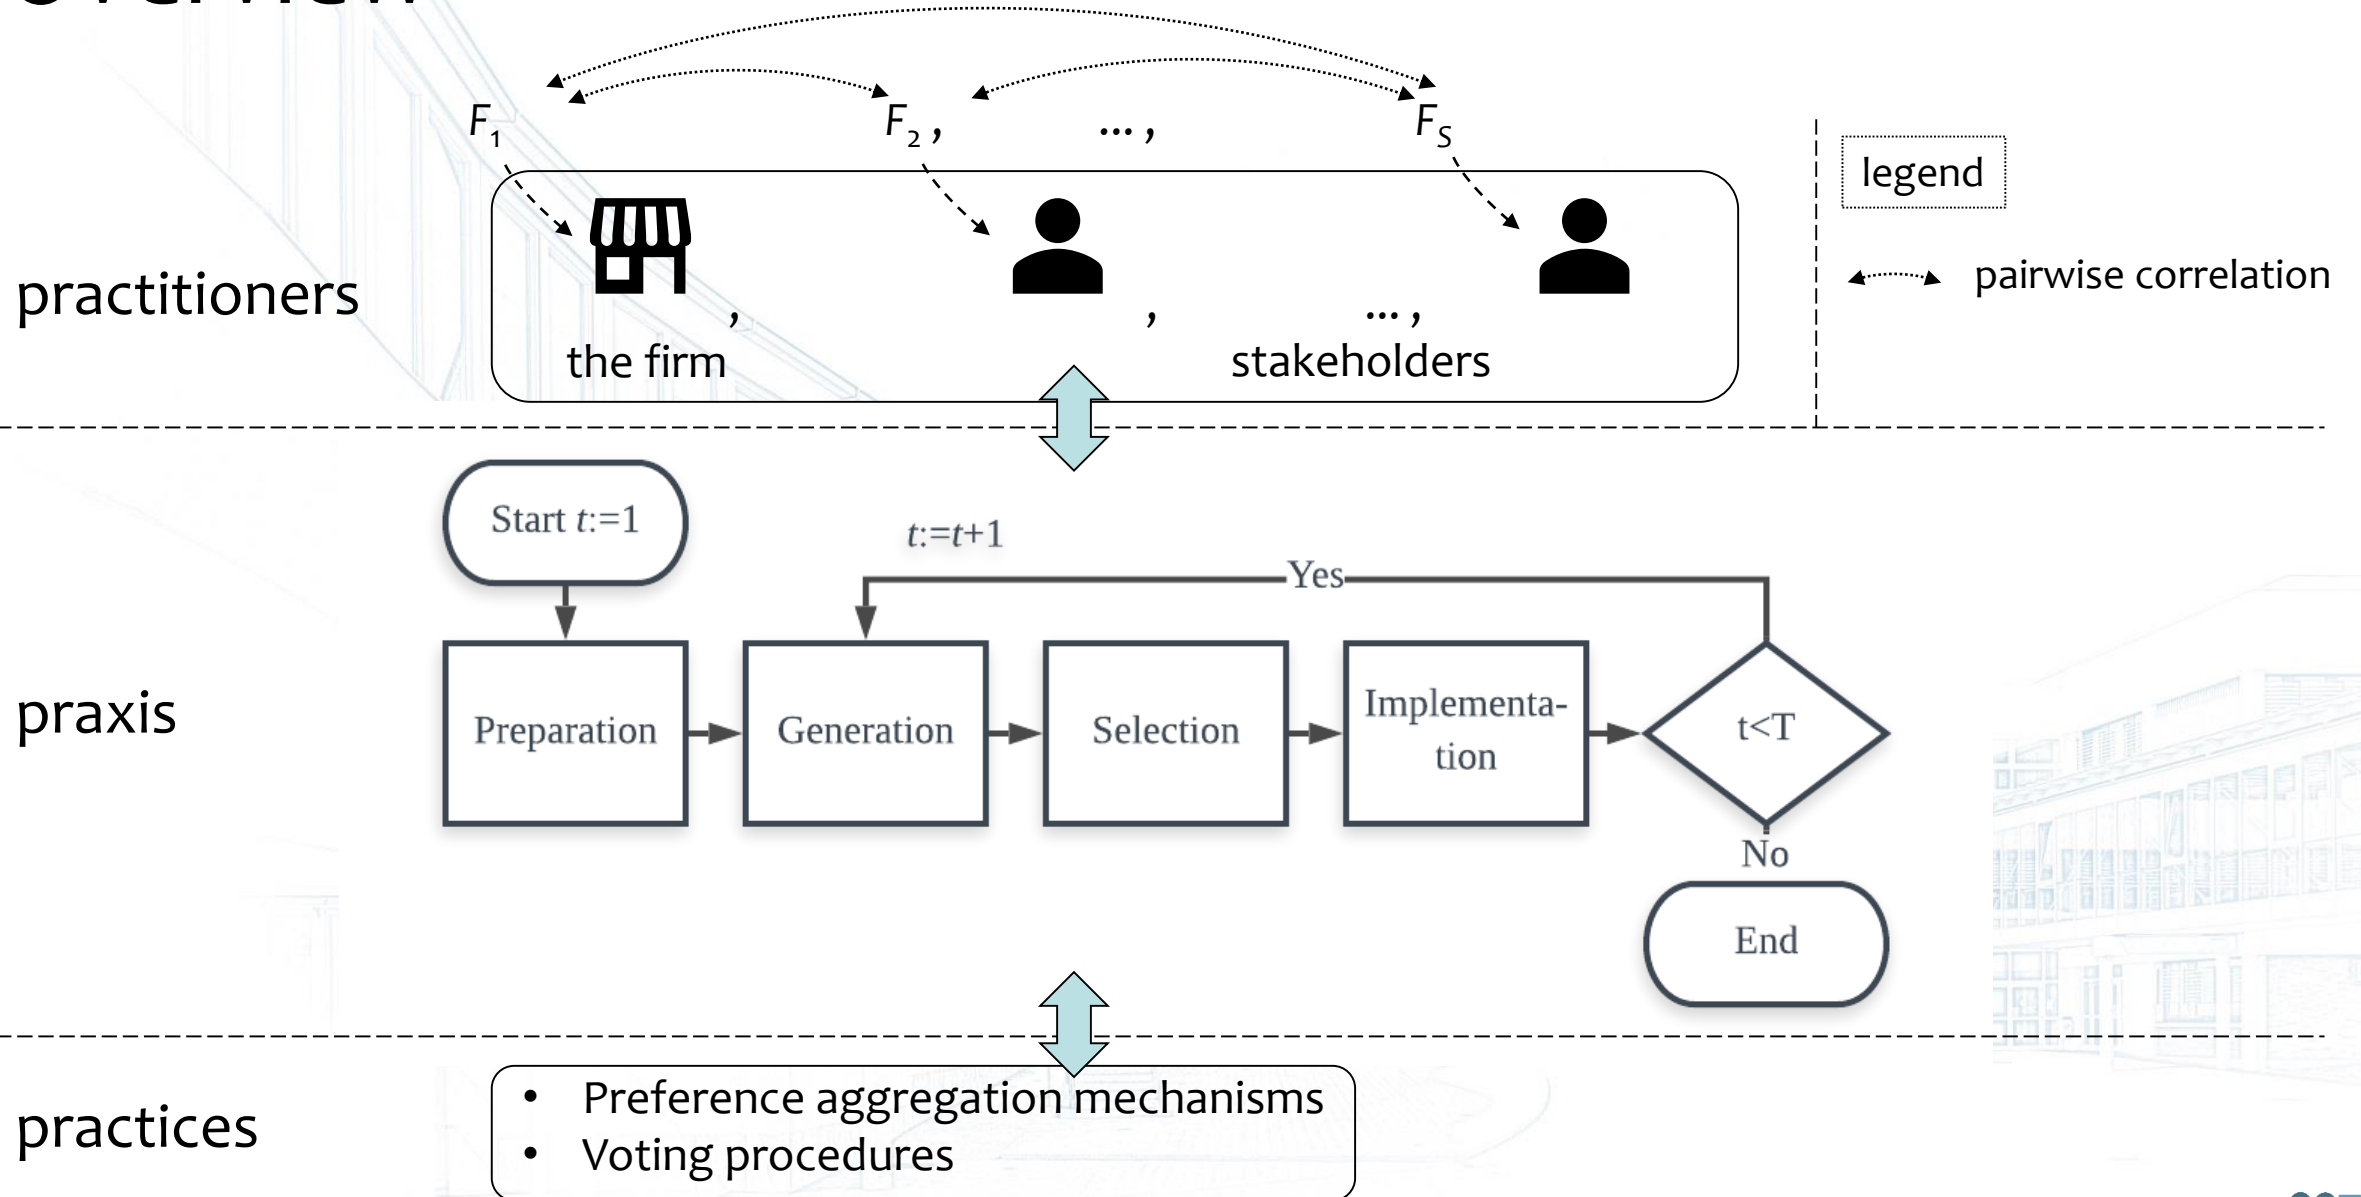 overview
F1
F2 ,
... ,
FS
legend
pairwise correlation
practitioners
,
,
... ,
the firm
stakeholders
Start t:=1
t:=t+1
Yes
praxis
Preparation
Generation
Selection
Implementa-
tion
t<T
No
End
practices
• Preference aggregation mechanisms
• Voting procedures